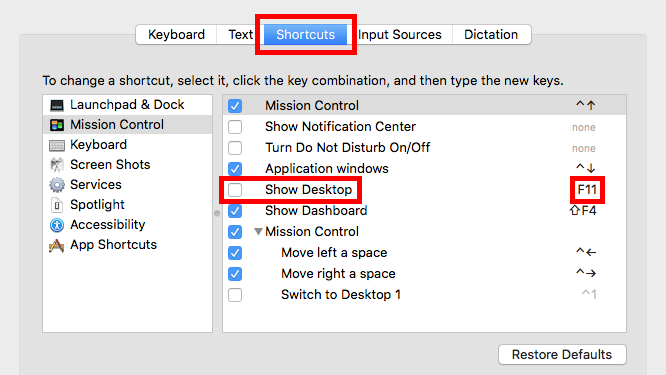 Keyboard Text Shortcuts Input Sources Dictation
To change a shortcut, select it, click the key combination, and then type the new keys.
Launchpad & Dock
Mission Control
Keyboard
Screen Shots
Services
Spotlight
Accessibility
App Shortcuts
Mission Control ^↑
Show Notification Center none
Turn Do Not Disturb On/Off none
Application windows ^↓
Show Desktop F11
Show Dashboard ⇧F4
Mission Control
Move left a space ^←
Move right a space ^→
Switch to Desktop 1 ^1
Restore Defaults